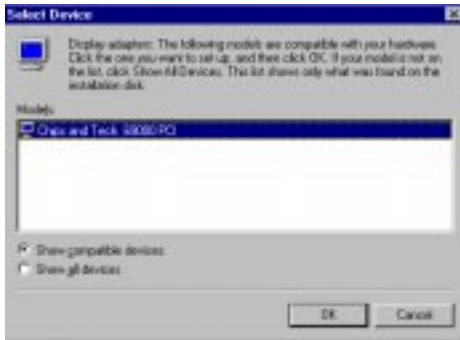 Select Device
Display adapters: The following models are compatible with your hardware.
Click the one you want to set up, and then click OK. If your model is not on
the list, click Show All Devices. This list shows only what was found on the
installation disk.
Models:
Chips and Tech. 69000 PCI
Show compatible devices
Show all devices
OK
Cancel